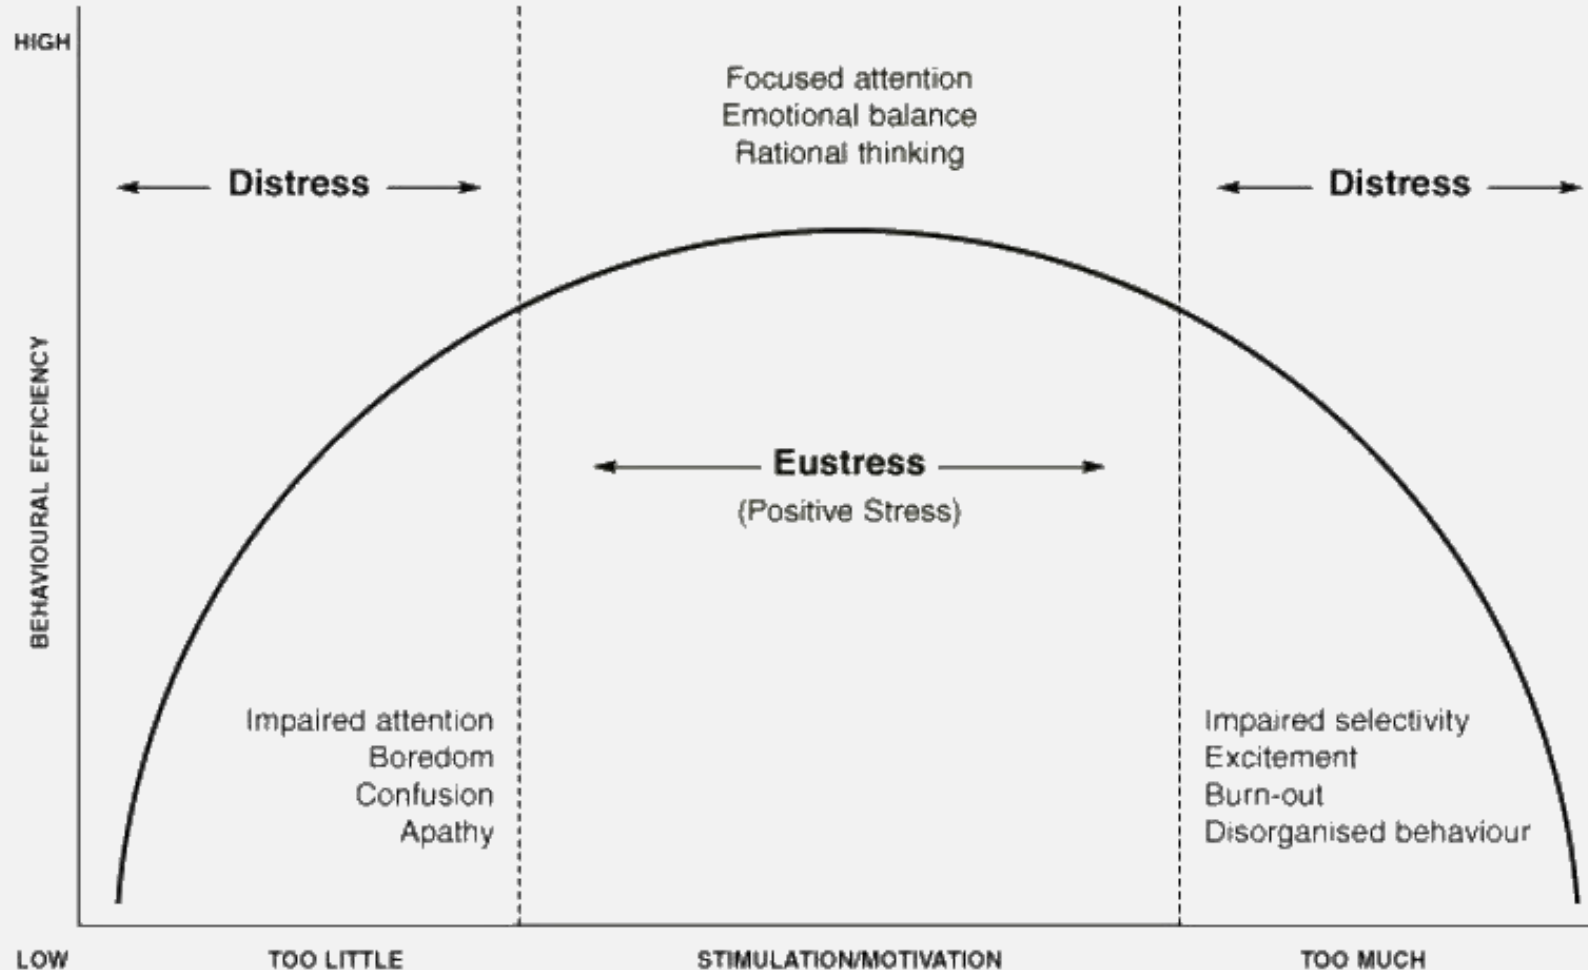 HIGH
Focused attention
Emotional balance
Rational thinking
Distress
Distress
BEHAVIOURAL EFFICIENCY
Eustress
(Positive Stress)
Impaired attention
Boredom
Confusion
Apathy
Impaired selectivity
Excitement
Burn-out
Disorganised behaviour
LOW
TOO LITTLE
STIMULATION/MOTIVATION
TOO MUCH